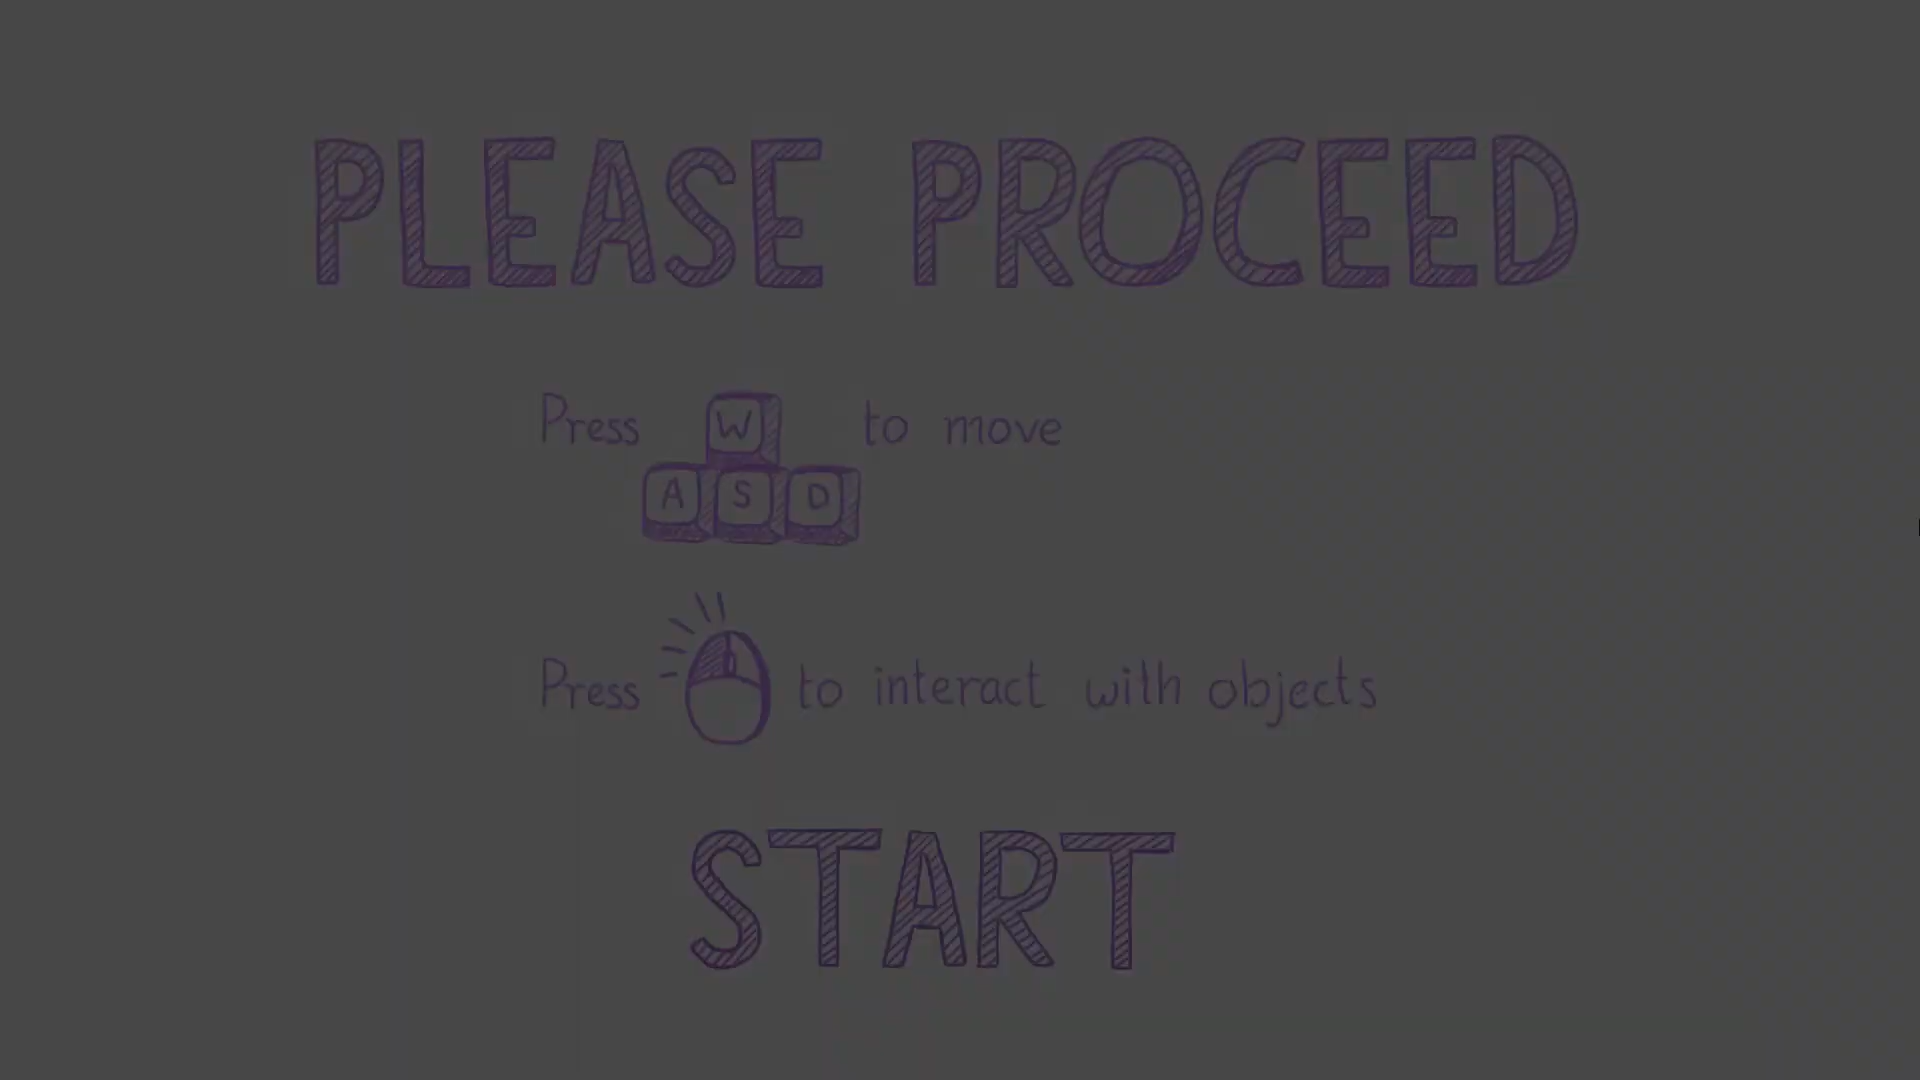 PLEASE PROCEED
Press W to move
A S D
Press to interact with objects
START